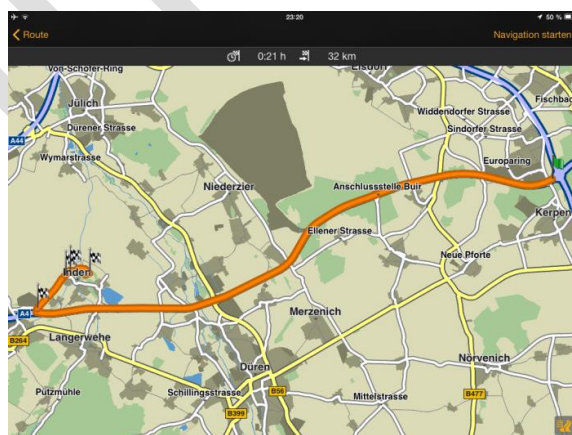 23:20
50 %
Route
Navigation starten
0:21 h
32 km
Von-Schöfer-Ring
Elsdorf
Jülich
Fischbac
Widdendorfer Strasse
Dürener Strasse
Sindorfer Strasse
A44
Wymarstrasse
Europaring
Niederzier
Anschlussstelle Buir
Kerpen
Ellener Strasse
Neue Pforte
Inden
A4
Merzenich
B264
Langerwehe
Nörvenich
Düren
Pützmühle
Schillingsstrasse
B56
Mittelstrasse
B477
B399